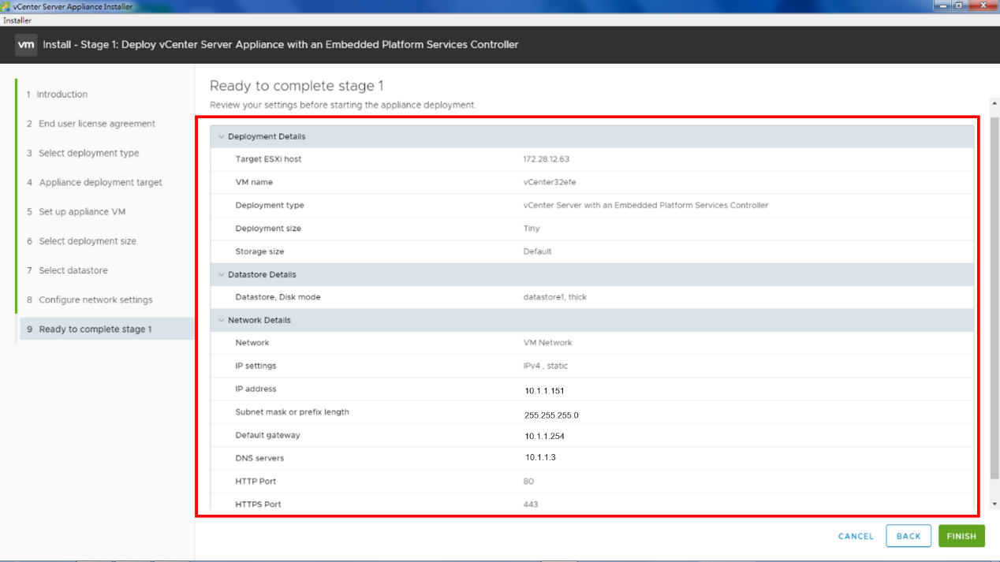 vCenter Server Appliance Installer
Installer
vm Install - Stage 1: Deploy vCenter Server Appliance with an Embedded Platform Services Controller
1 Introduction
2 End user license agreement
3 Select deployment type
4 Appliance deployment target
5 Set up appliance VM
6 Select deployment size
7 Select datastore
8 Configure network settings
9 Ready to complete stage 1
Ready to complete stage 1
Review your settings before starting the appliance deployment.
Deployment Details
Target ESXi host 172.28.12.63
VM name vCenter32efe
Deployment type vCenter Server with an Embedded Platform Services Controller
Deployment size Tiny
Storage size Default
Datastore Details
Datastore, Disk mode datastore1, thick
Network Details
Network VM Network
IP settings IPv4 , static
IP address 10.1.1.151
Subnet mask or prefix length 255.255.255.0
Default gateway 10.1.1.254
DNS servers 10.1.1.3
HTTP Port 80
HTTPS Port 443
CANCEL BACK FINISH